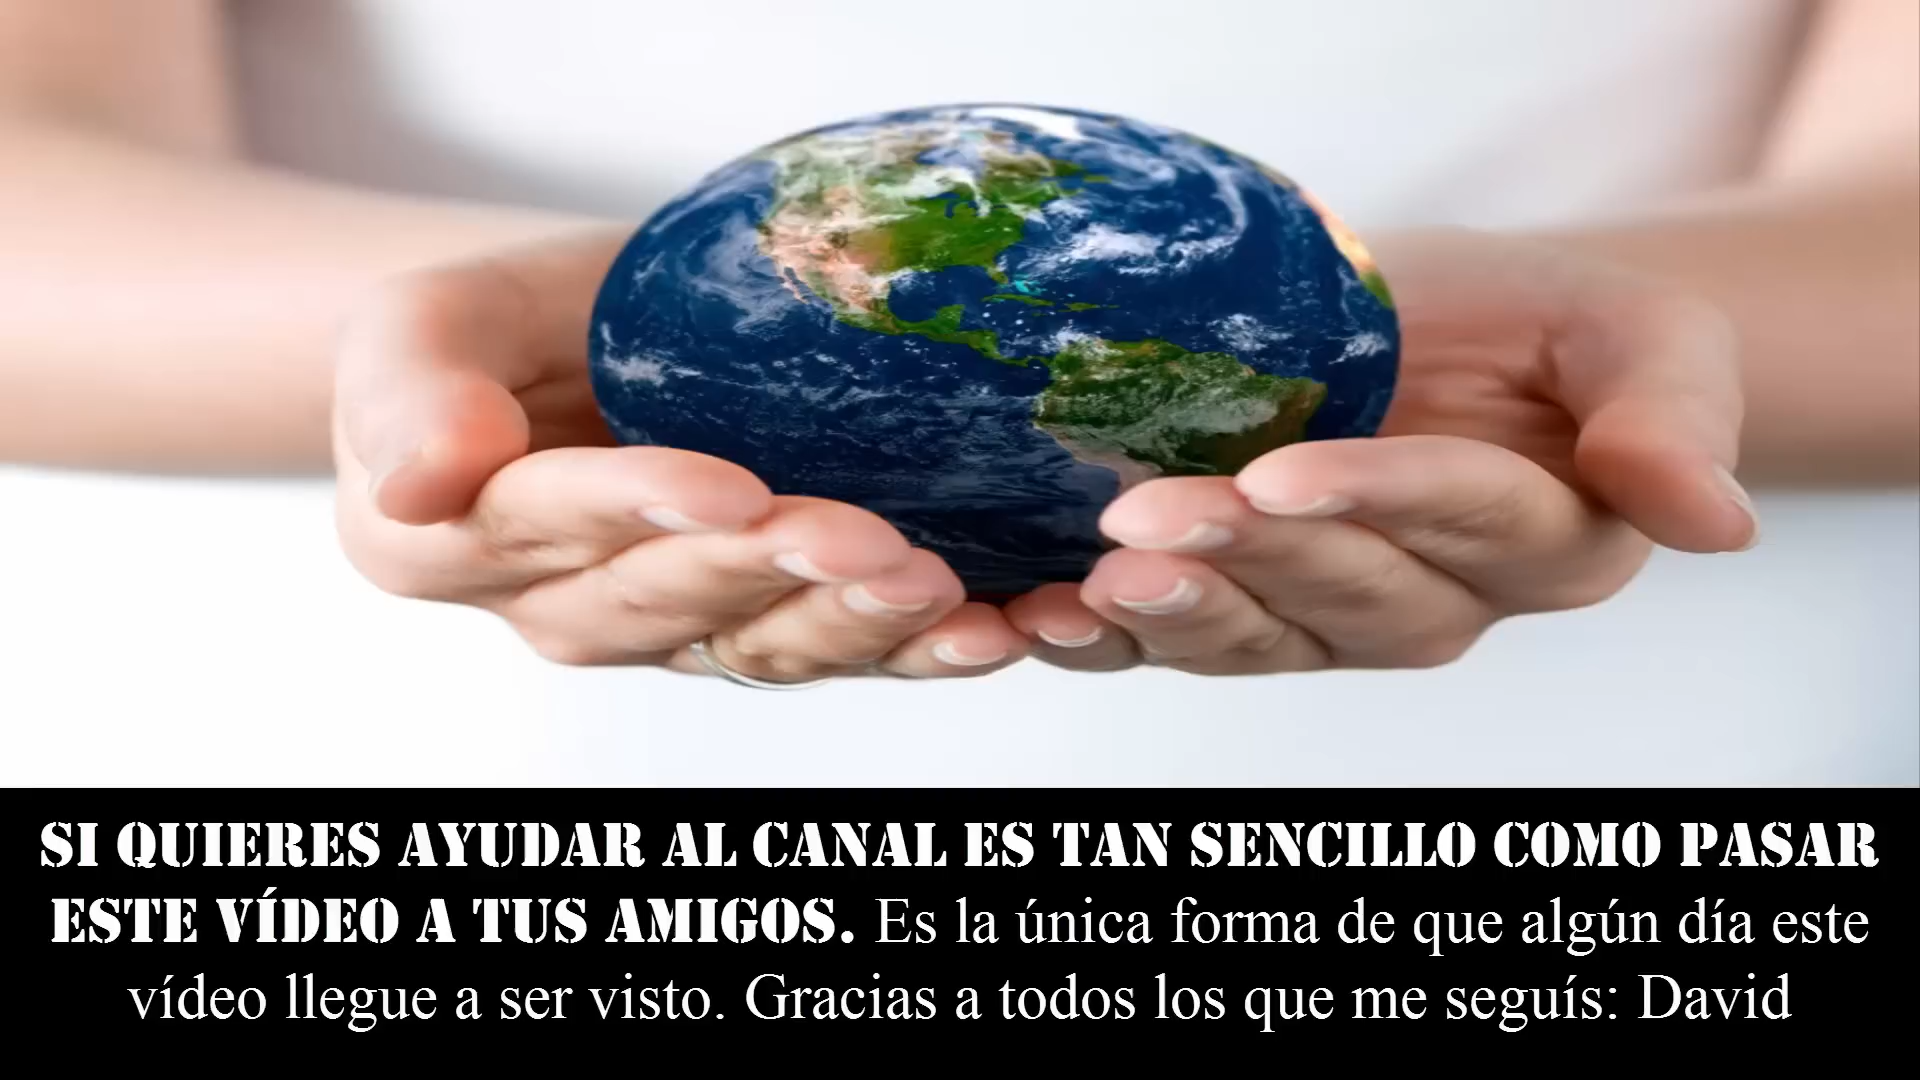 SI QUIERES AYUDAR AL CANAL ES TAN SENCILLO COMO PASAR
ESTE VÍDEO A TUS AMIGOS. Es la única forma de que algún día este
vídeo llegue a ser visto. Gracias a todos los que me seguís: David